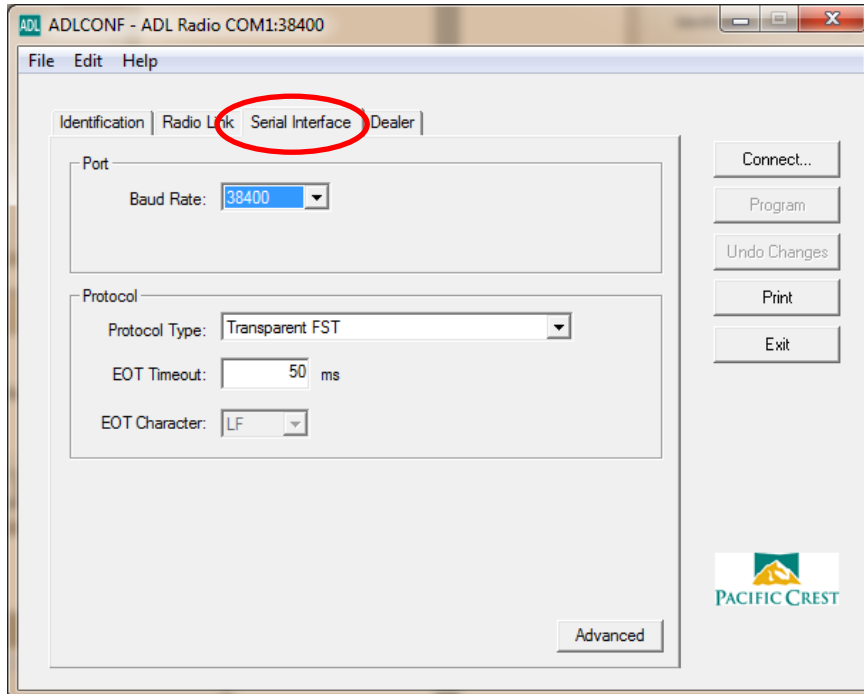 ADL ADLCONF - ADL Radio COM1:38400
File Edit Help
Identification Radio Link Serial Interface Dealer
Port
Baud Rate: 38400
Protocol
Protocol Type: Transparent FST
EOT Timeout: 50 ms
EOT Character: LF
Advanced
Connect...
Program
Undo Changes
Print
Exit
PACIFIC CREST